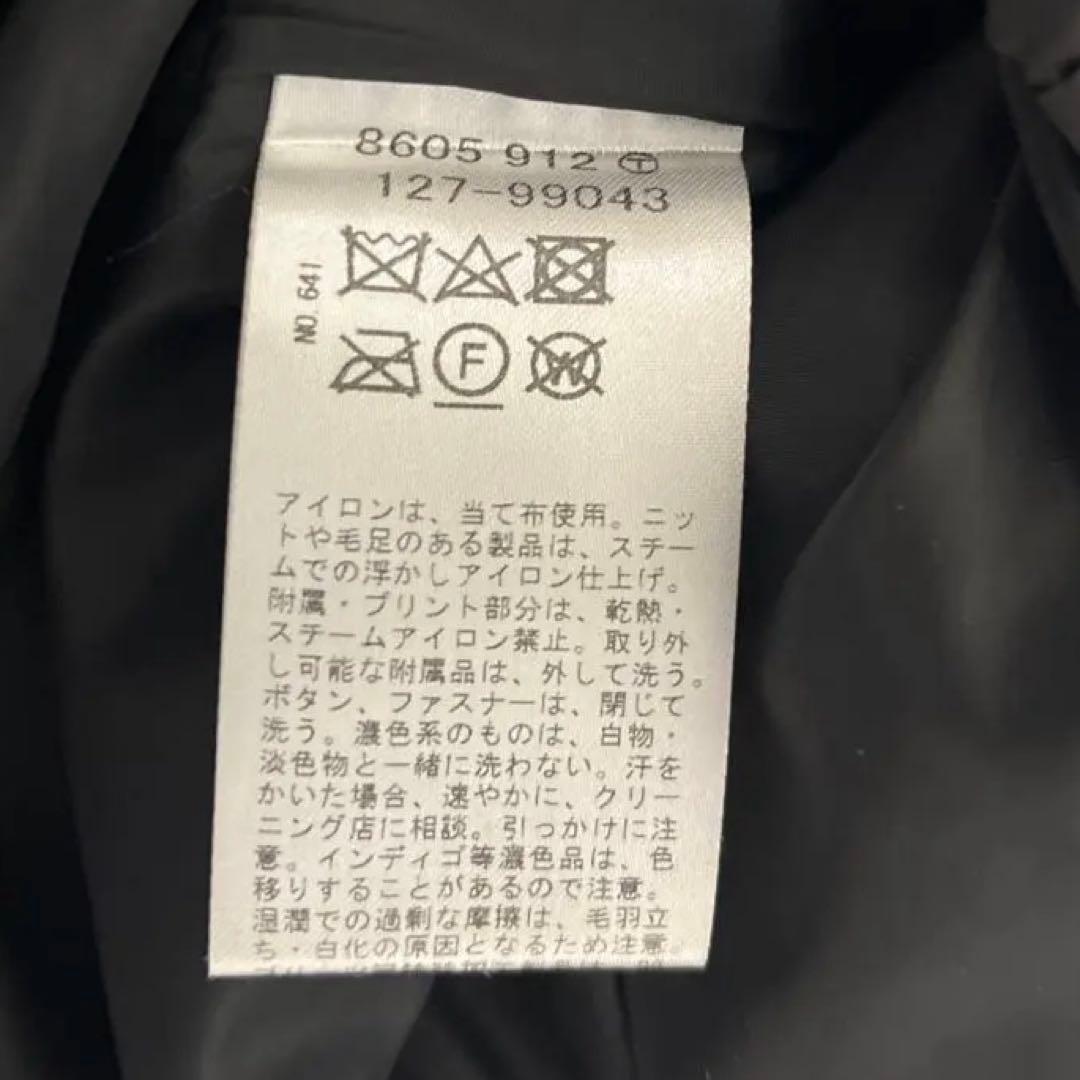 8605 912 Ⓣ
127-99043
NO. 641
F
W
アイロンは、当て布使用。ニッ
トや毛足のある製品は、スチー
ムでの浮かしアイロン仕上げ。
附属・プリント部分は、乾熱・
スチームアイロン禁止。取り外
し可能な附属品は、外して洗う。
ボタン、ファスナーは、閉じて
洗う。濃色系のものは、白物・
淡色物と一緒に洗わない。汗を
かいた場合、速やかに、クリー
ニング店に相談。引っかけに注
意。インディゴ等濃色品は、色
移りすることがあるので注意。
湿潤での過剰な摩擦は、毛羽立
ち・白化の原因となるため注意。